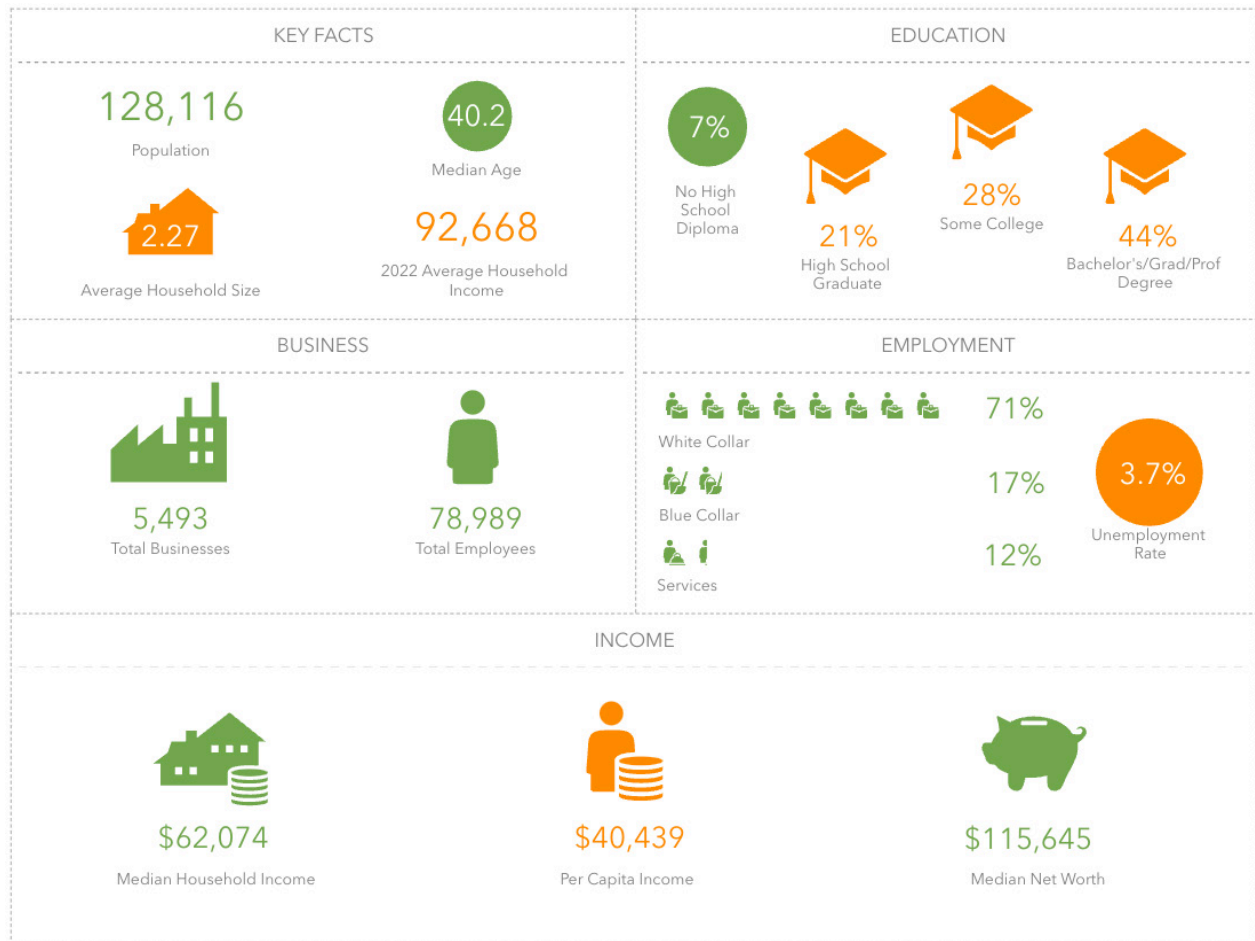 KEY FACTS
128,116
Population
40.2
Median Age
2.27
Average Household Size
92,668
2022 Average Household
Income
EDUCATION
7%
No High
School
Diploma
21%
High School
Graduate
28%
Some College
44%
Bachelor's/Grad/Prof
Degree
BUSINESS
5,493
Total Businesses
78,989
Total Employees
EMPLOYMENT
71%
White Collar
17%
Blue Collar
12%
Services
3.7%
Unemployment
Rate
INCOME
$62,074
Median Household Income
$40,439
Per Capita Income
$115,645
Median Net Worth